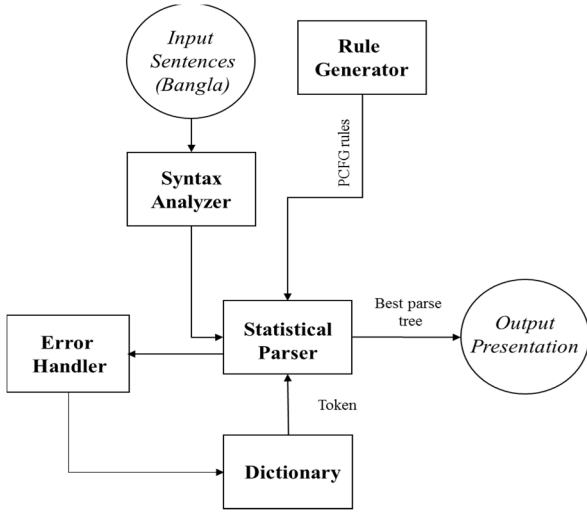 Input
Sentences
(Bangla)
Rule
Generator
PCFG rules
Syntax
Analyzer
Best parse
tree
Error
Handler
Statistical
Parser
Output
Presentation
Token
Dictionary